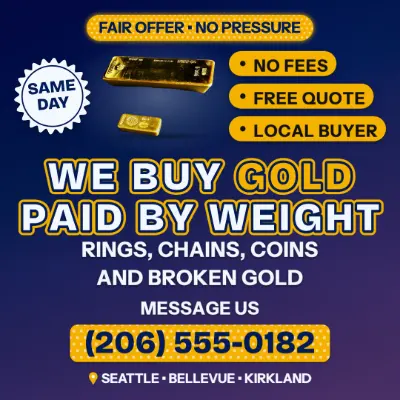 FAIR OFFER • NO PRESSURE
SAME
DAY
• NO FEES
• FREE QUOTE
• LOCAL BUYER
WE BUY GOLD
PAID BY WEIGHT
RINGS, CHAINS, COINS
AND BROKEN GOLD
MESSAGE US
(206) 555-0182
SEATTLE • BELLEVUE • KIRKLAND